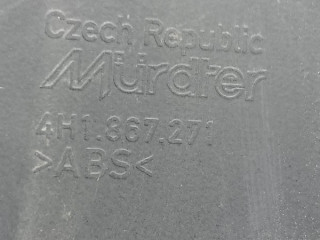 Czech Republic
Mürdter
4H1.867.271
>ABS<